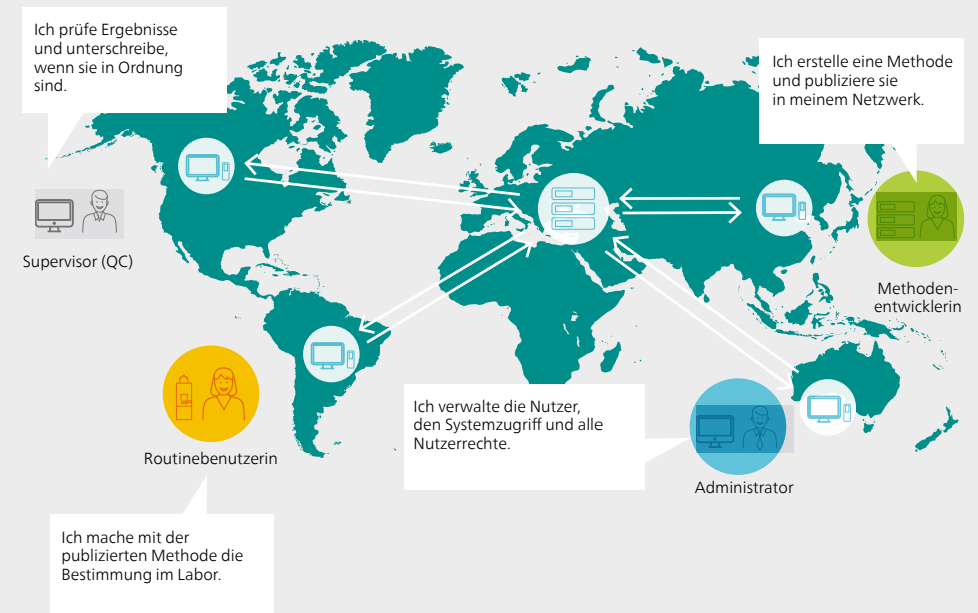 Ich prüfe Ergebnisse
und unterschreibe,
wenn sie in Ordnung
sind.
Ich erstelle eine Methode
und publiziere sie
in meinem Netzwerk.
Supervisor (QC)
Methoden-
entwicklerin
Ich verwalte die Nutzer,
den Systemzugriff und alle
Nutzerrechte.
Routinebenutzerin
Administrator
Ich mache mit der
publizierten Methode die
Bestimmung im Labor.